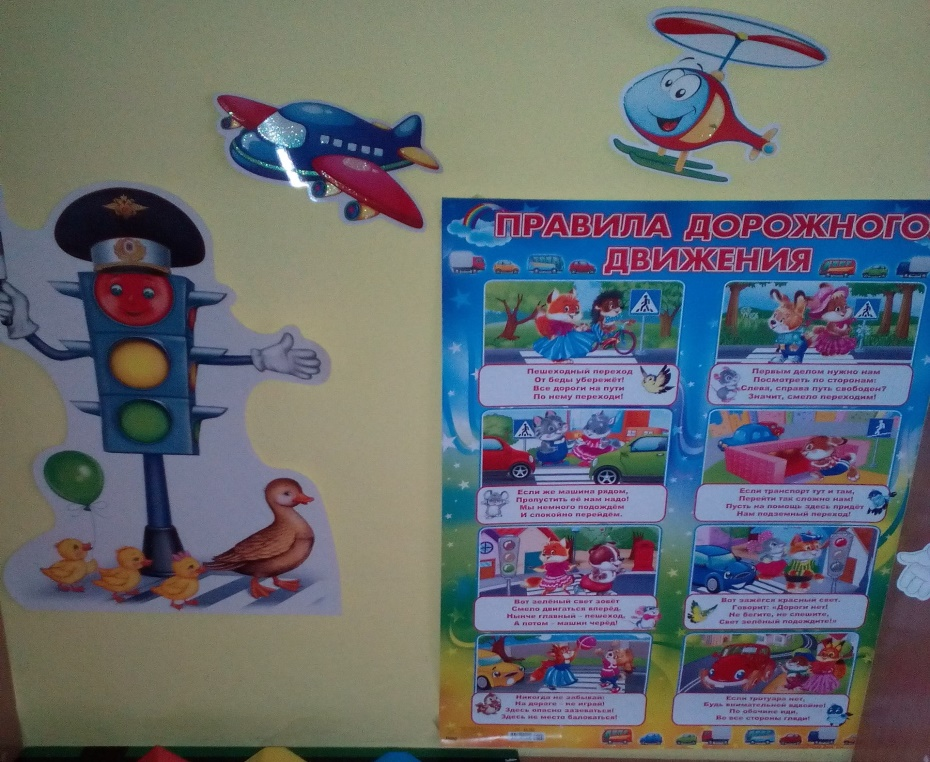 ПРАВИЛА ДОРОЖНОГО
ДВИЖЕНИЯ
Пешеходный переход
От беды убережёт!
Все дороги на пути
По нему переходи!
Первым делом нужно нам
Посмотреть по сторонам:
Слева, справа путь свободен?
Значит, смело переходим!
Если же машина рядом,
Пропустить её нам надо!
Мы немного подождём
И спокойно перейдём.
Если транспорт тут и там,
Перейти так сложно нам!
Пусть на помощь здесь придёт
Нам подземный переход!
Вот зелёный свет зовёт
Смело двигаться вперёд.
Нынче главный - пешеход,
А потом - машин черёд!
Вот зажёгся красный свет.
Говорит: «Дороги нет!
Не бегите, не спешите,
Свет зелёный подождите!»
Никогда не забывай:
На дороге - не играй!
Здесь опасно зазеваться!
Здесь не место баловаться!
Если тротуара нет,
Будь внимательней вдвойне!
По обочине иди,
Во все стороны гляди!